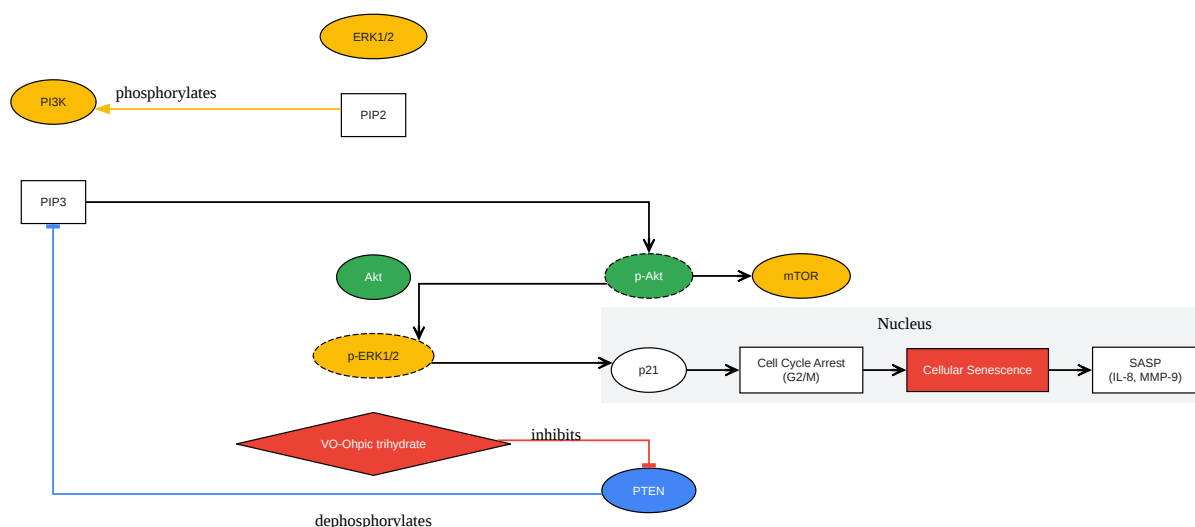 ERK1/2
phosphorylates
PI3K
PIP2
PIP3
Akt
p-Akt
mTOR
Nucleus
p-ERK1/2
p21
Cell Cycle Arrest
(G2/M)
Cellular Senescence
SASP
(IL-8, MMP-9)
VO-Ohpic trihydrate
inhibits
PTEN
dephosphorylates